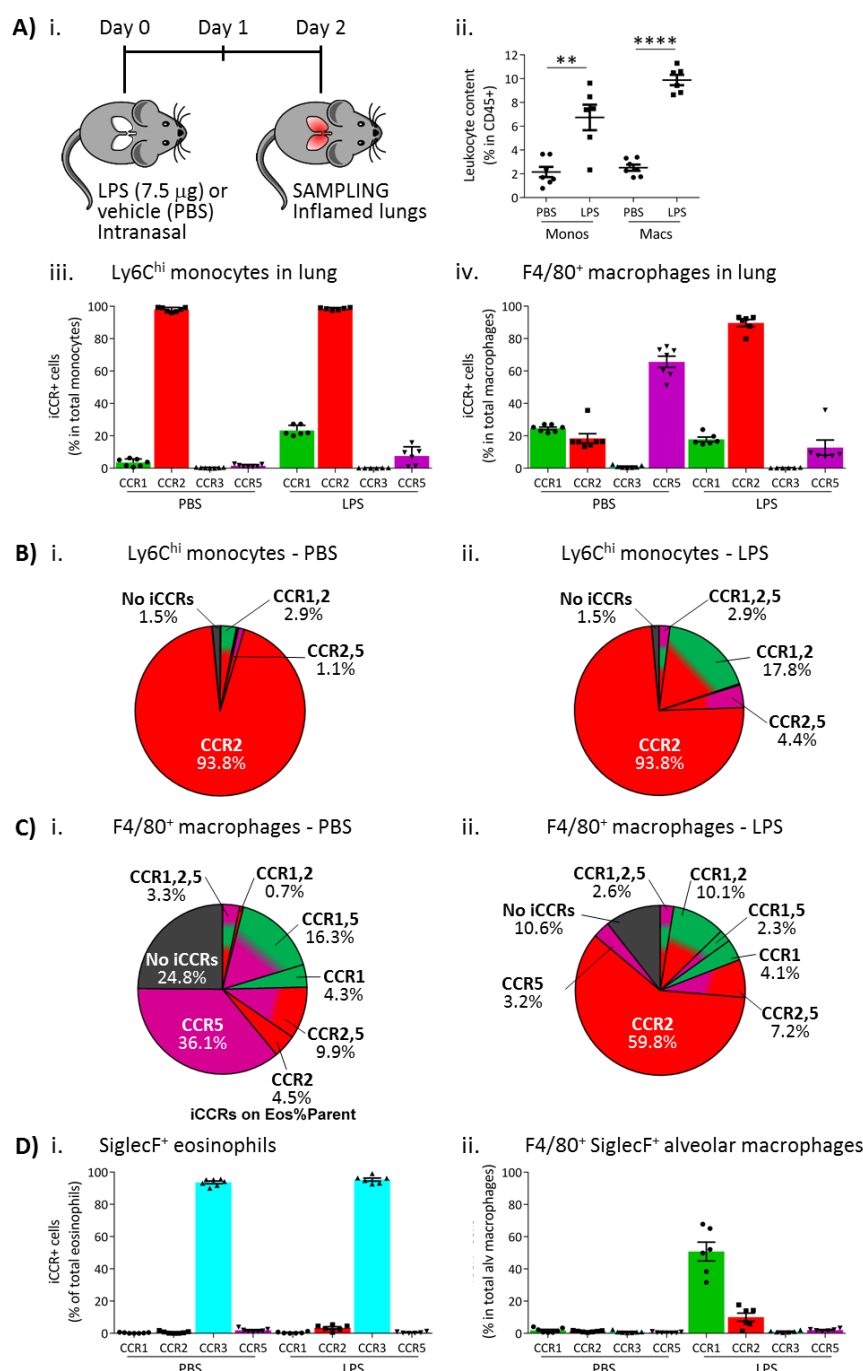 A) i.
Day 0 Day 1 Day 2
LPS (7.5 μg) or
vehicle (PBS)
Intranasal
SAMPLING
Inflamed lungs
ii.
Leukocyte content
(% in CD45+)
12
10
8
6
4
2
0
** ****
PBS LPS PBS LPS
Monos Macs
iii. Ly6Chi monocytes in lung
iCCR+ cells
(% in total monocytes)
100
80
60
40
20
0
CCR1 CCR2 CCR3 CCR5 CCR1 CCR2 CCR3 CCR5
PBS LPS
iv. F4/80+ macrophages in lung
iCCR+ cells
(% in total macrophages)
100
80
60
40
20
0
CCR1 CCR2 CCR3 CCR5 CCR1 CCR2 CCR3 CCR5
PBS LPS
B) i. Ly6Chi monocytes - PBS
No iCCRs
1.5%
CCR1,2
2.9%
CCR2,5
1.1%
CCR2
93.8%
ii. Ly6Chi monocytes - LPS
No iCCRs
1.5%
CCR1,2,5
2.9%
CCR1,2
17.8%
CCR2,5
4.4%
CCR2
93.8%
C) i. F4/80+ macrophages - PBS
CCR1,2,5
3.3%
CCR1,2
0.7%
CCR1,5
16.3%
CCR1
4.3%
CCR2,5
9.9%
CCR2
4.5%
CCR5
36.1%
No iCCRs
24.8%
ii. F4/80+ macrophages - LPS
CCR1,2,5
2.6%
CCR1,2
10.1%
CCR1,5
2.3%
CCR1
4.1%
CCR2,5
7.2%
CCR2
59.8%
CCR5
3.2%
No iCCRs
10.6%
iCCRs on Eos%Parent
D) i. SiglecF+ eosinophils
iCCR+ cells
(% of total eosinophils)
100
80
60
40
20
0
CCR1 CCR2 CCR3 CCR5 CCR1 CCR2 CCR3 CCR5
PBS LPS
ii. F4/80+ SiglecF+ alveolar macrophages
(% in total alv macrophages)
100
80
60
40
20
0
CCR1 CCR2 CCR3 CCR5 CCR1 CCR2 CCR3 CCR5
PBS LPS